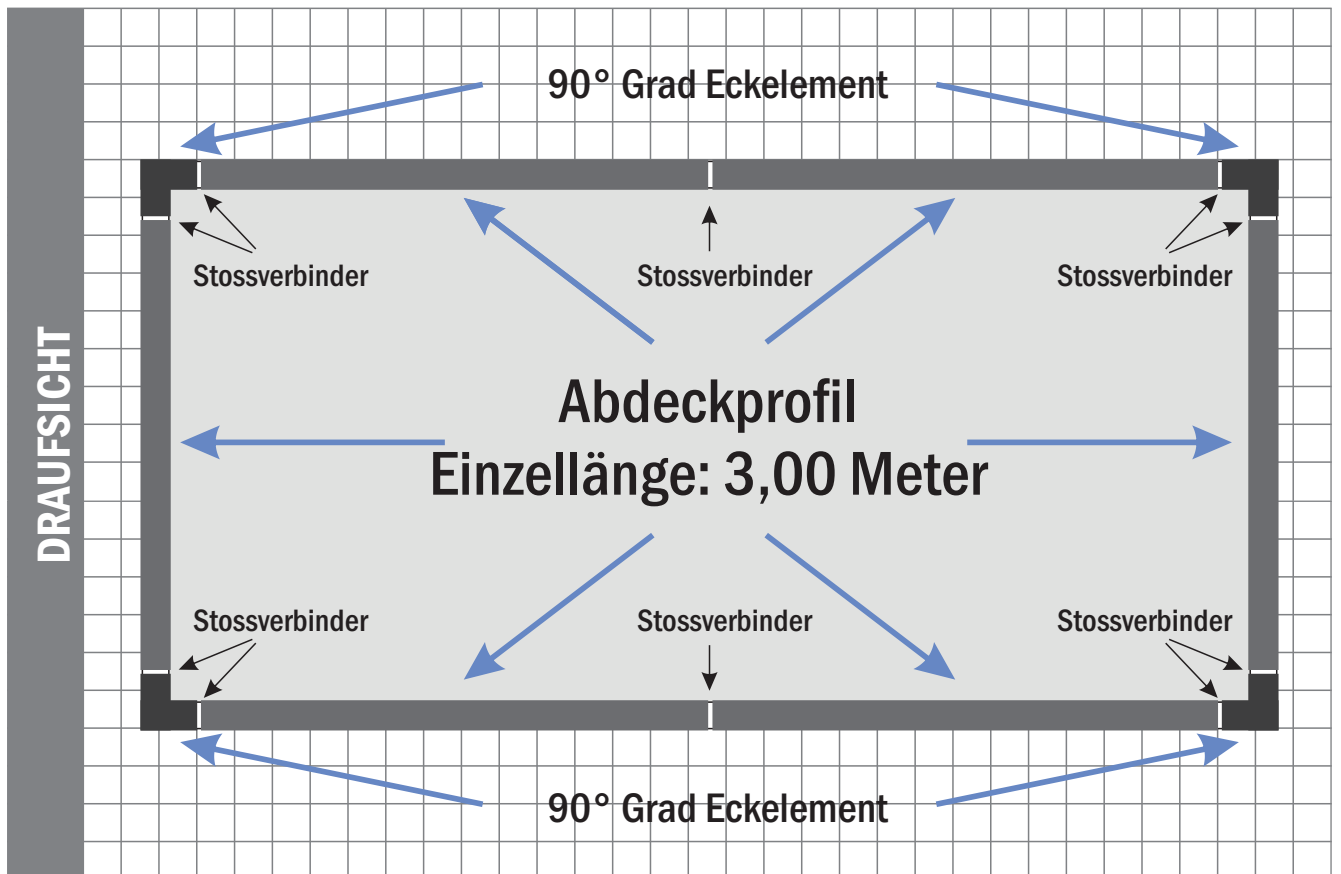 DRAUFSICHT
90° Grad Eckelement
Stossverbinder
Stossverbinder
Stossverbinder
Abdeckprofil
Einzellänge: 3,00 Meter
Stossverbinder
Stossverbinder
Stossverbinder
90° Grad Eckelement